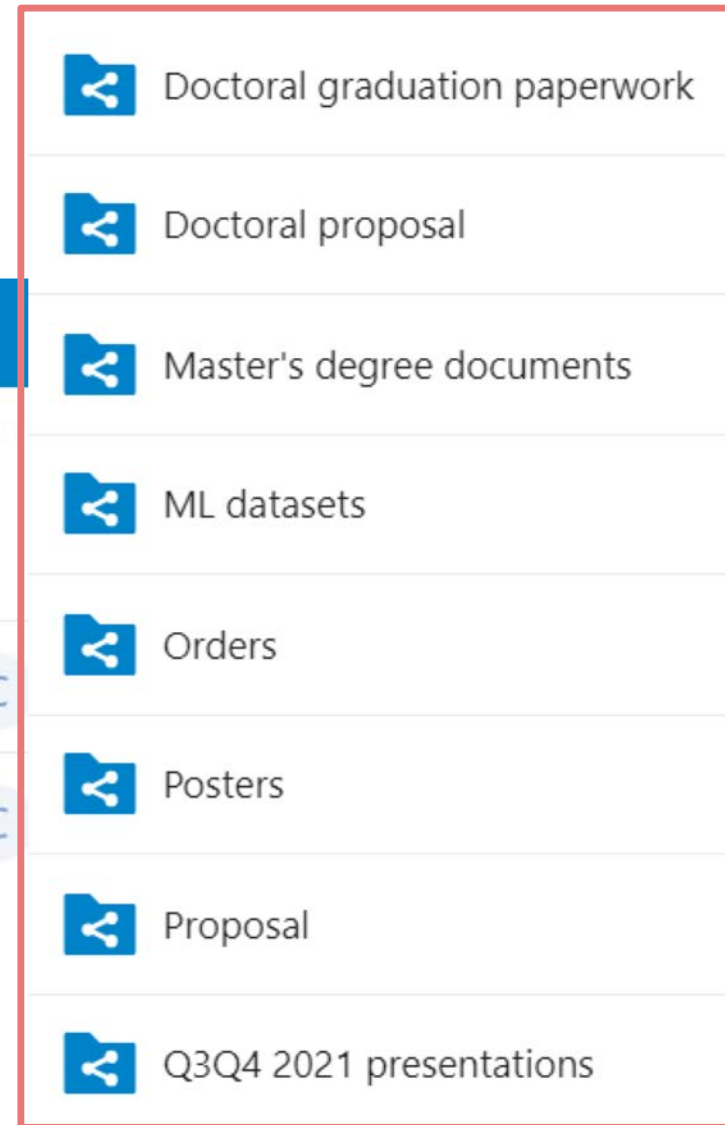 Doctoral graduation paperwork
Doctoral proposal
Master's degree documents
ML datasets
Orders
Posters
Proposal
Q3Q4 2021 presentations